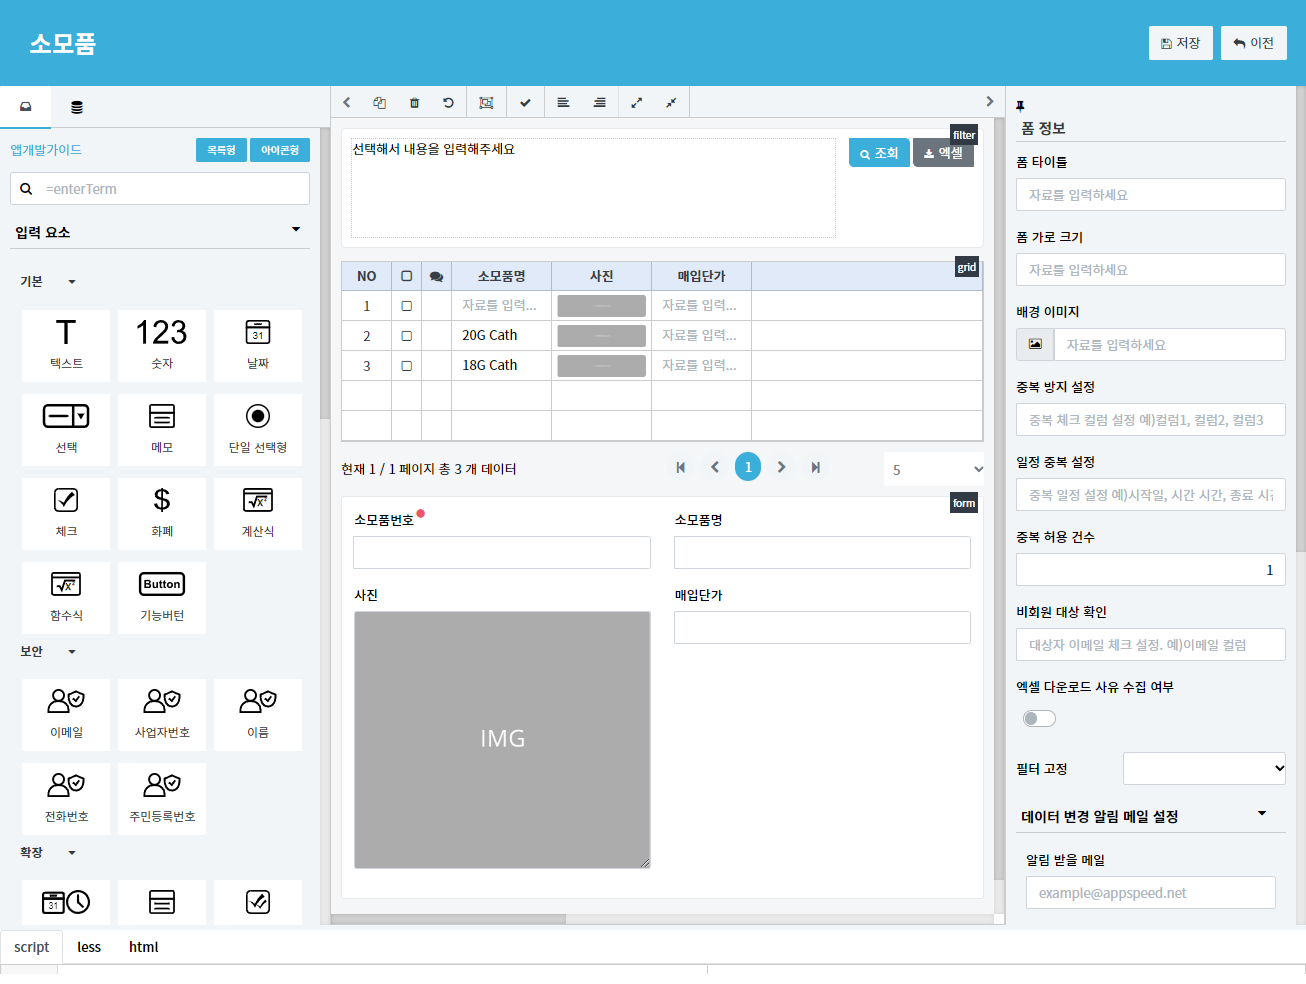 소모품
저장
이전
앱개발가이드
목록형
아이콘형
=enterTerm
입력 요소
기본
텍스트
123
숫자
31
날짜
선택
메모
단일 선택형
체크
화폐
계산식
함수식
Button
기능버턴
보안
이메일
사업자번호
이름
전화번호
주민등록번호
확장
31
filter
선택해서 내용을 입력해주세요
조회
엑셀
grid
NO 소모품명 사진 매입단가
1 자료를 입력... 자료를 입력...
2 20G Cath 자료를 입력...
3 18G Cath 자료를 입력...
현재 1 / 1 페이지 총 3 개 데이터
1
5
form
소모품번호
소모품명
사진
매입단가
IMG
폼 정보
폼 타이틀
자료를 입력하세요
폼 가로 크기
자료를 입력하세요
배경 이미지
자료를 입력하세요
중복 방지 설정
중복 체크 컬럼 설정 예)컬럼1, 컬럼2, 컬럼3
일정 중복 설정
중복 일정 설정 예)시작일, 시간 시간, 종료 시간
중복 허용 건수
1
비회원 대상 확인
대상자 이메일 체크 설정. 예)이메일 컬럼
엑셀 다운로드 사유 수집 여부
필터 고정
데이터 변경 알림 메일 설정
알림 받을 메일
example@appspeed.net
script
less
html